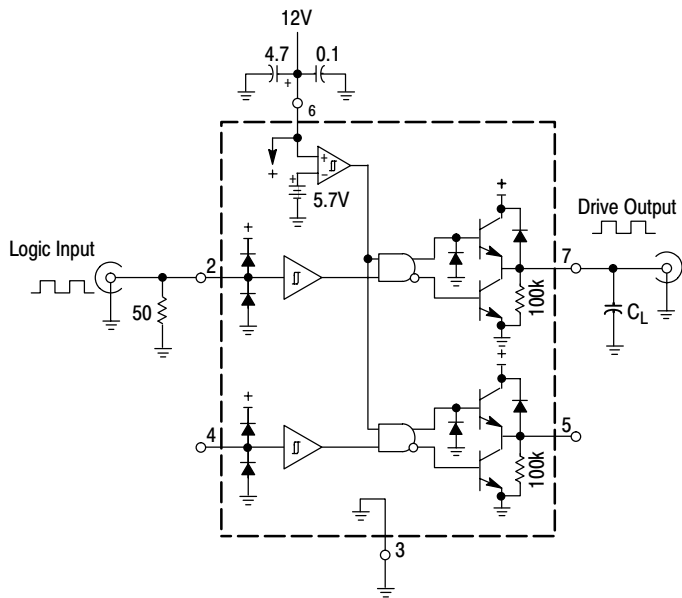 12V
4.7
0.1
+
6
+
+
−
+
5.7V
+
Drive Output
Logic Input
+
2
7
50
100k
CL
+
+
4
5
100k
3